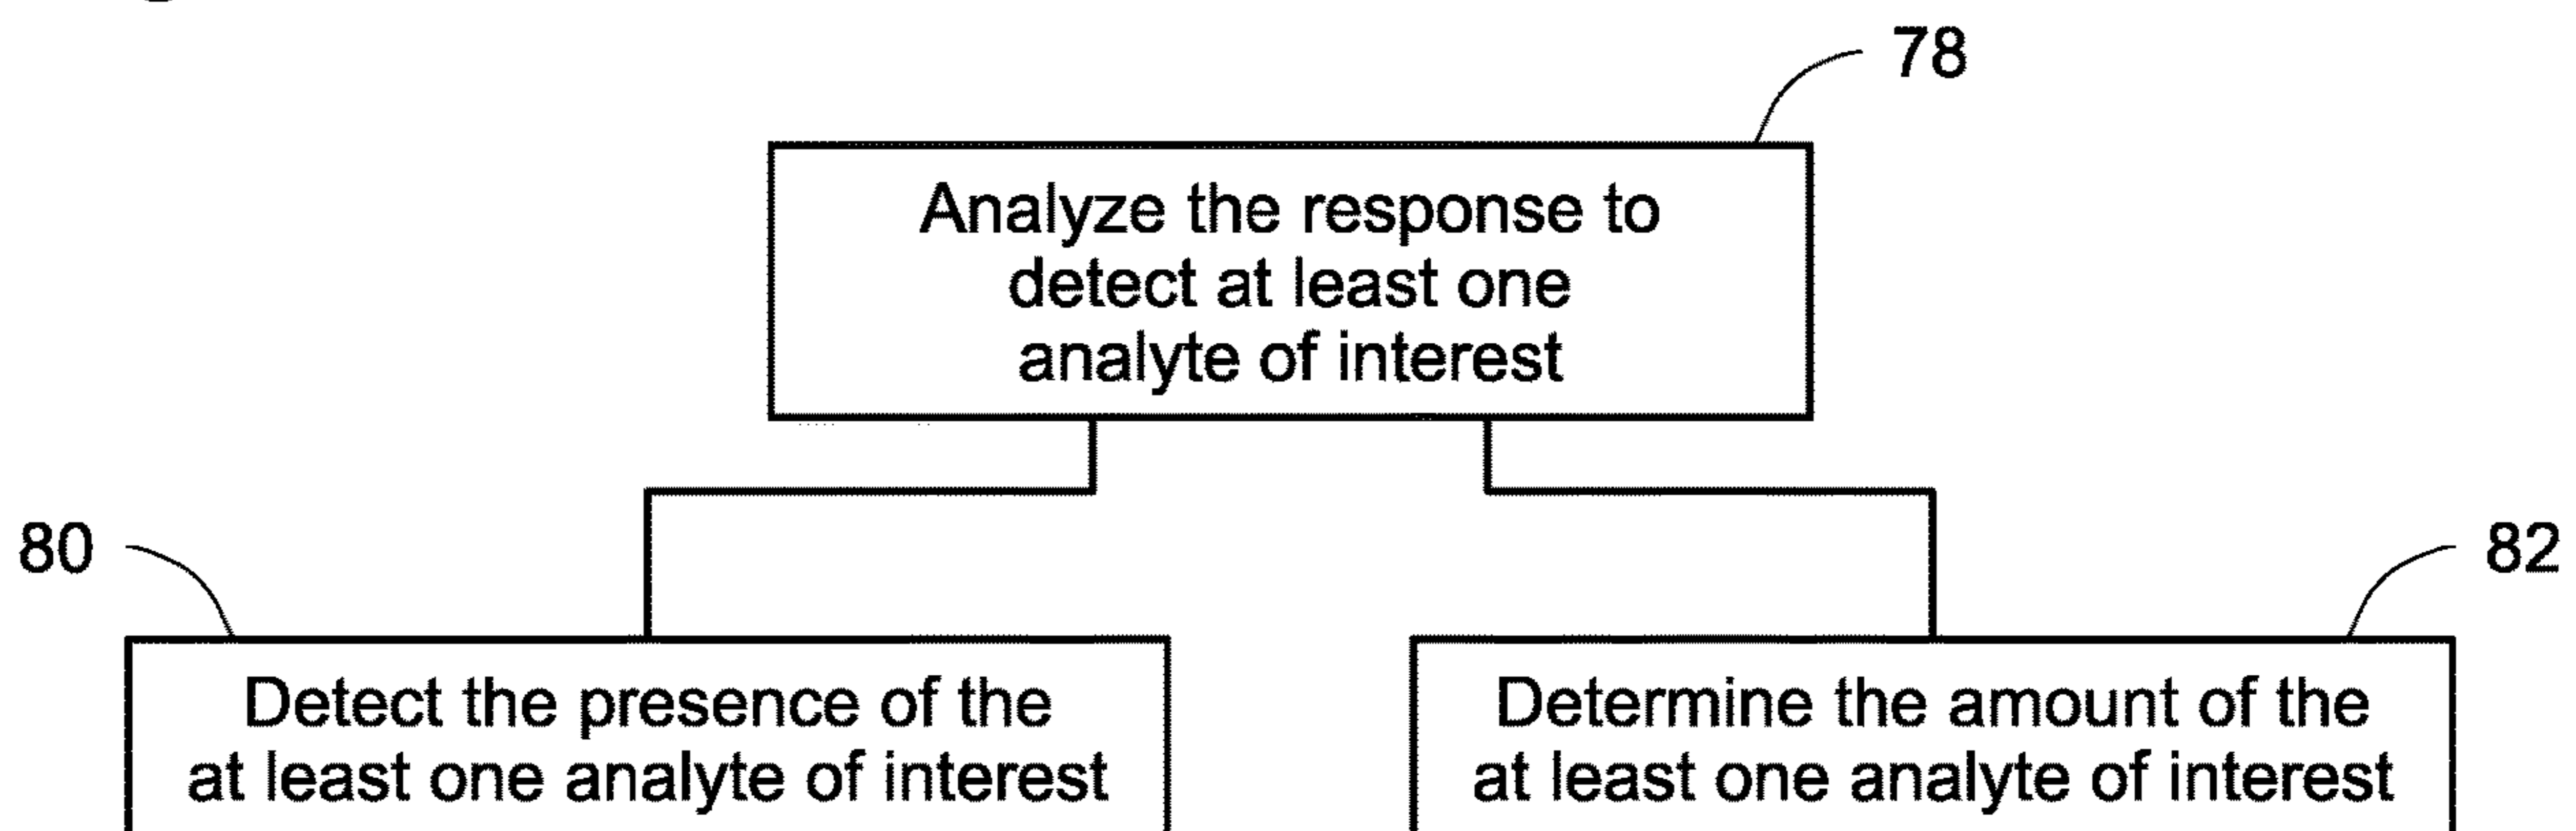 78
Analyze the response to
detect at least one
analyte of interest
80
82
Detect the presence of the
at least one analyte of interest
Determine the amount of the
at least one analyte of interest